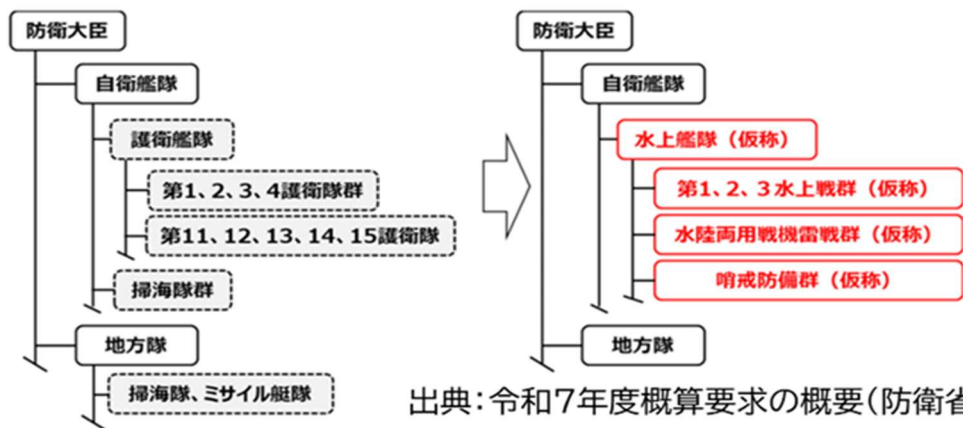 防衛大臣
自衛艦隊
護衛艦隊
第1、2、3、4護衛隊群
第11、12、13、14、15護衛隊
掃海隊群
地方隊
掃海隊、ミサイル艇隊
防衛大臣
自衛艦隊
水上艦隊（仮称）
第1、2、3水上戦群（仮称）
水陸両用戦機雷戦群（仮称）
哨戒防備群（仮称）
地方隊
出典：令和7年度概算要求の概要（防衛省